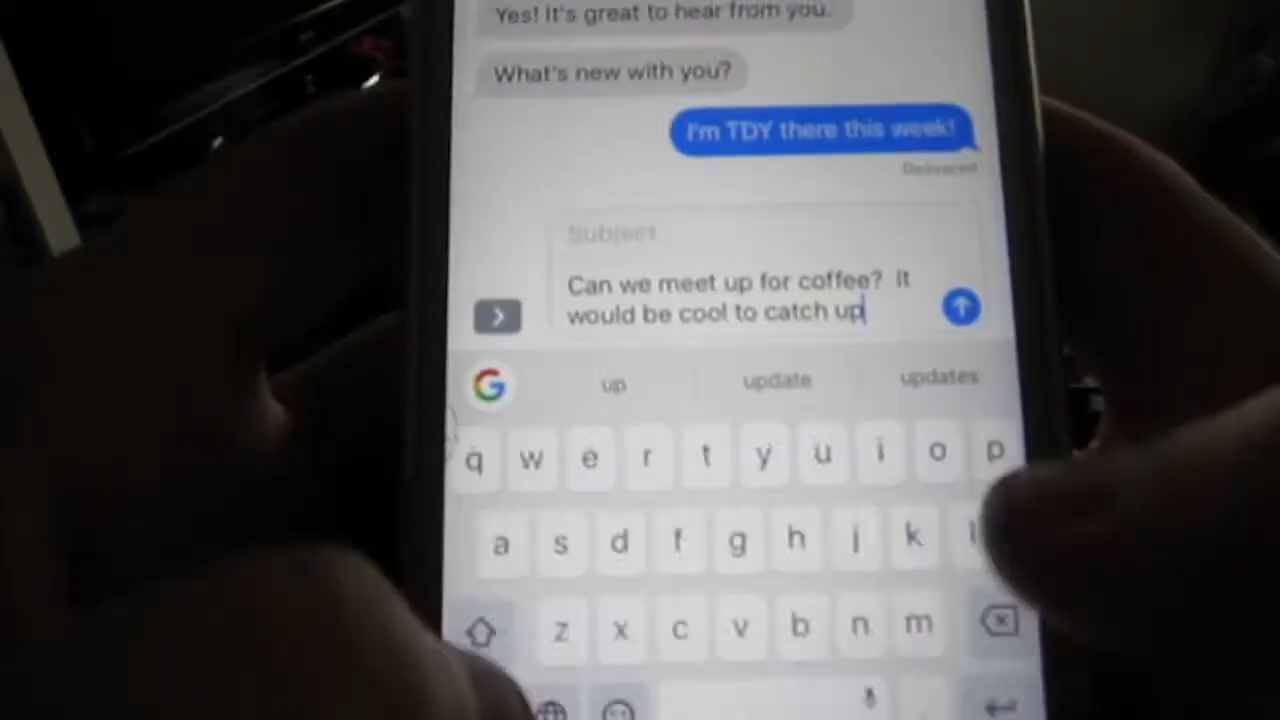 Yes! It's great to hear from you.
What's new with you?
I'm TDY there this week!
Delivered
Subject
Can we meet up for coffee?  It
would be cool to catch up
G
up update updates
q w e r t y u i o p
a s d f g h j k l
z x c v b n m